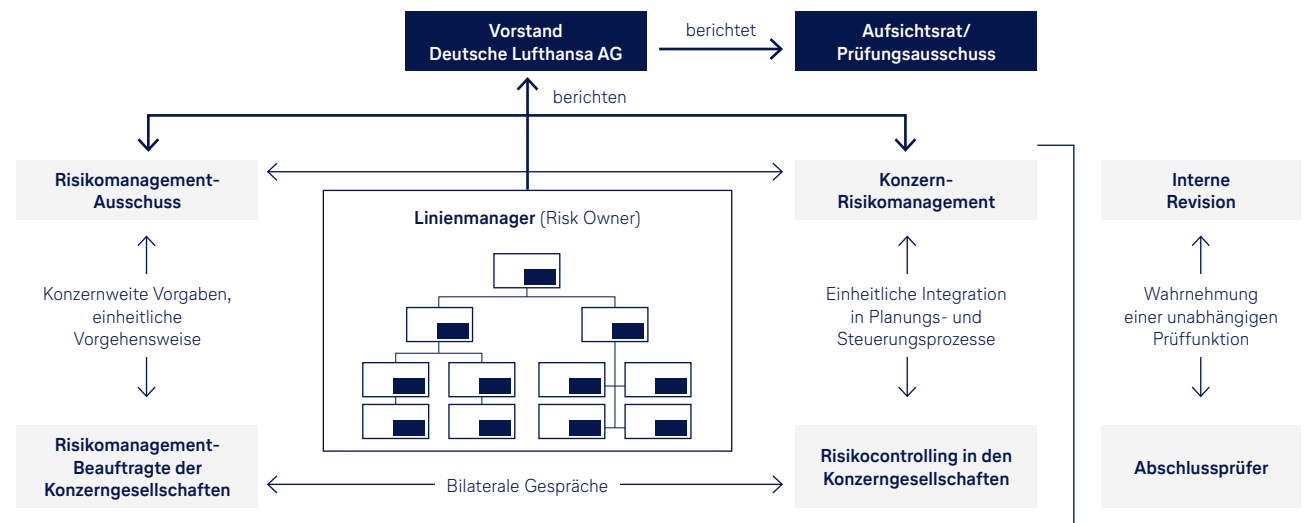 Vorstand
Deutsche Lufthansa AG
berichtet
Aufsichtsrat/
Prüfungsausschuss
berichten
Risikomanagement-
Ausschuss
Konzern-
Risikomanagement
Interne
Revision
Linienmanager (Risk Owner)
Konzernweite Vorgaben,
einheitliche
Vorgehensweise
Einheitliche Integration
in Planungs- und
Steuerungsprozesse
Wahrnehmung
einer unabhängigen
Prüffunktion
Risikomanagement-
Beauftragte der
Konzerngesellschaften
Bilaterale Gespräche
Risikocontrolling in den
Konzerngesellschaften
Abschlussprüfer